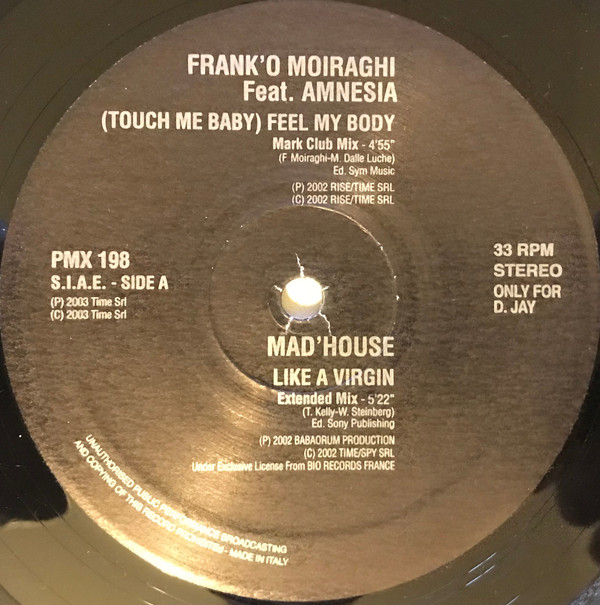 FRANK'O MOIRAGHI
Feat. AMNESIA
(TOUCH ME BABY) FEEL MY BODY
Mark Club Mix - 4'55"
(F Moiraghi-M. Dalle Luche)
Ed. Sym Music
(P) 2002 RISE/TIME SRL
(C) 2002 RISE/TIME SRL
PMX 198
S.I.A.E. - SIDE A
(P) 2003 Time Srl
(C) 2003 Time Srl
33 RPM
STEREO
ONLY FOR
D. JAY
MAD'HOUSE
LIKE A VIRGIN
Extended Mix - 5'22"
(T. Kelly-W. Steinberg)
Ed. Sony Publishing
(P) 2002 BABAORUM PRODUCTION
(C) 2002 TIME/SPY SRL
Under Exclusive License From BIO RECORDS FRANCE
UNAUTHORISED PUBLIC PERFORMANCE BROADCASTING
AND COPYING OF THIS RECORD PROHIBITED - MADE IN ITALY